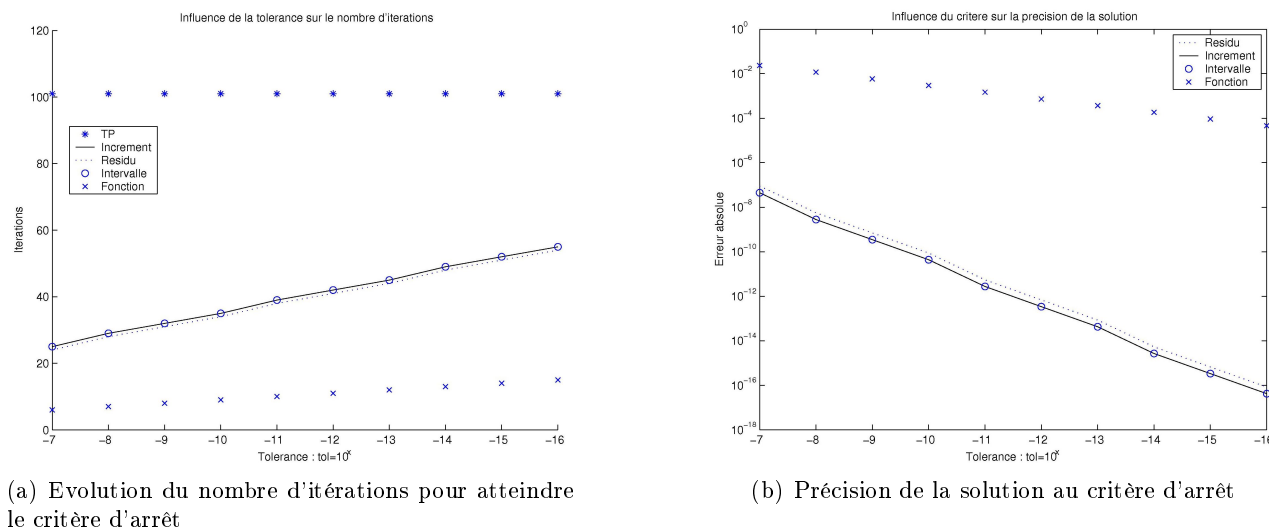 Influence de la tolerance sur le nombre d'iterations
120
100
80
60
40
20
0
Iterations
TP
Increment
Residu
Intervalle
Fonction
−7 −8 −9 −10 −11 −12 −13 −14 −15 −16
Tolerance : tol=10^x
(a) Evolution du nombre d'itérations pour atteindre
le critère d'arrêt
Influence du critere sur la precision de la solution
10^0
10^−2
10^−4
10^−6
10^−8
10^−10
10^−12
10^−14
10^−16
10^−18
Erreur absolue
Residu
Increment
Intervalle
Fonction
−7 −8 −9 −10 −11 −12 −13 −14 −15 −16
Tolerance : tol=10^x
(b) Précision de la solution au critère d'arrêt